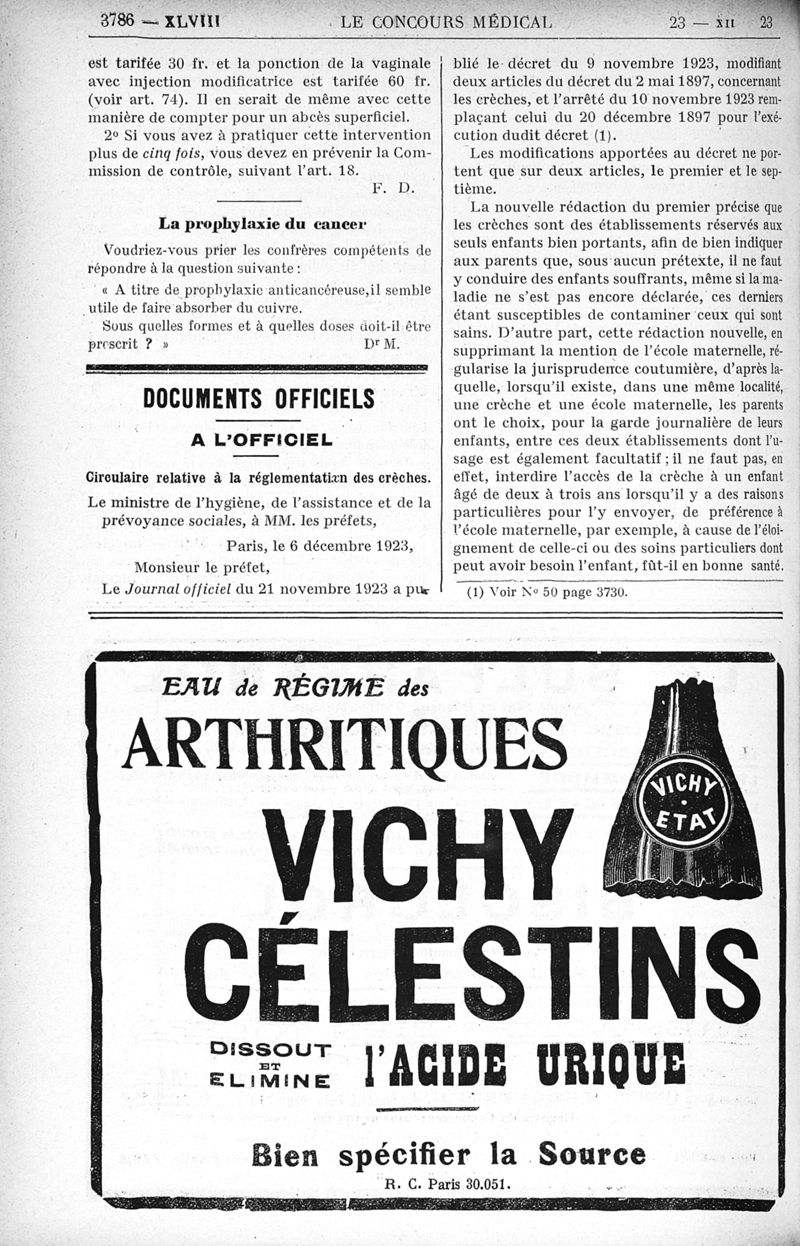 3786 — XLVIII LE CONCOURS MÉDICAL 23 — XII 23
est tarifée 30 fr. et la ponction de la vaginale
avec injection modificatrice est tarifée 60 fr.
(voir art. 74). Il en serait de même avec cette
manière de compter pour un abcès superficiel.
2º Si vous avez à pratiquer cette intervention
plus de cinq fois, vous devez en prévenir la Com-
mission de contrôle, suivant l'art. 18.
F. D.
La prophylaxie du cancer
Voudriez-vous prier les confrères compétents de
répondre à la question suivante :
« A titre de prophylaxie anticancéreuse, il semble
utile de faire absorber du cuivre.
Sous quelles formes et à quelles doses doit-il être
prescrit ? » Dr M.
DOCUMENTS OFFICIELS
A L'OFFICIEL
Circulaire relative à la réglementation des crèches.
Le ministre de l'hygiène, de l'assistance et de la
prévoyance sociales, à MM. les préfets,
Paris, le 6 décembre 1923,
Monsieur le préfet,
Le Journal officiel du 21 novembre 1923 a pu-
blié le décret du 9 novembre 1923, modifiant
deux articles du décret du 2 mai 1897, concernant
les crèches, et l'arrêté du 10 novembre 1923 rem-
plaçant celui du 20 décembre 1897 pour l'exé-
cution dudit décret (1).
Les modifications apportées au décret ne por-
tent que sur deux articles, le premier et le sep-
tième.
La nouvelle rédaction du premier précise que
les crèches sont des établissements réservés aux
seuls enfants bien portants, afin de bien indiquer
aux parents que, sous aucun prétexte, il ne faut
y conduire des enfants souffrants, même si la ma-
ladie ne s'est pas encore déclarée, ces derniers
étant susceptibles de contaminer ceux qui sont
sains. D'autre part, cette rédaction nouvelle, en
supprimant la mention de l'école maternelle, ré-
gularise la jurisprudence coutumière, d'après la-
quelle, lorsqu'il existe, dans une même localité,
une crèche et une école maternelle, les parents
ont le choix, pour la garde journalière de leurs
enfants, entre ces deux établissements dont l'u-
sage est également facultatif ; il ne faut pas, en
effet, interdire l'accès de la crèche à un enfant
âgé de deux à trois ans lorsqu'il y a des raisons
particulières pour l'y envoyer, de préférence à
l'école maternelle, par exemple, à cause de l'éloi-
gnement de celle-ci ou des soins particuliers dont
peut avoir besoin l'enfant, fût-il en bonne santé.
(1) Voir Nº 50 page 3730.
EAU de RÉGIME des
ARTHRITIQUES
VICHY
ETAT
VICHY
CÉLESTINS
DISSOUT
ET
ELIMINE
l'ACIDE URIQUE
Bien spécifier la Source
R. C. Paris 30.051.